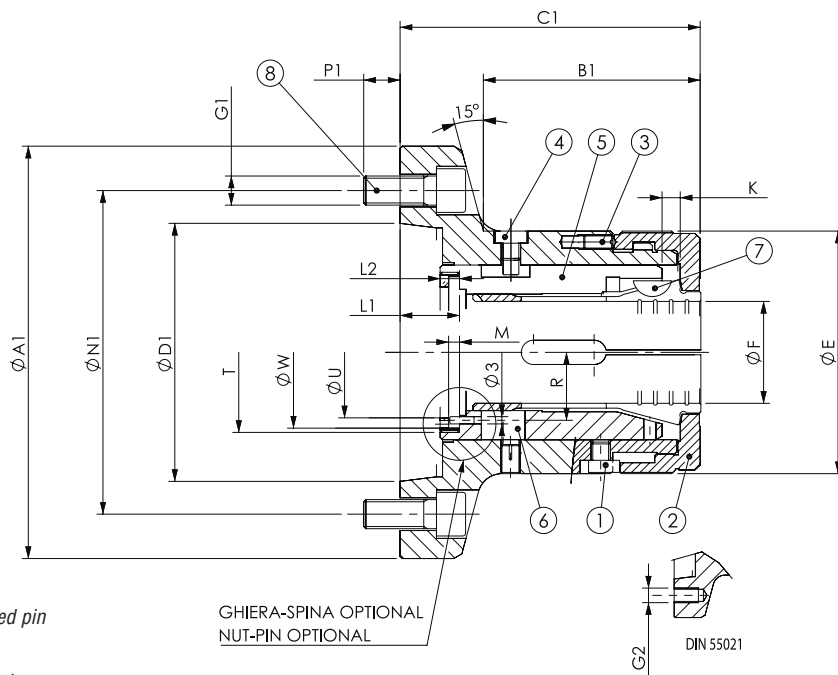 C1
P1
B1
8
G1
15°
4
5
3
K
7
L2
L1
M
ØA1
ØN1
ØD1
T
ØW
ØU
Ø3
R
ØF
ØE
6
1
2
ed pin
GHIERA-SPINA OPTIONAL
NUT-PIN OPTIONAL
G2
DIN 55021